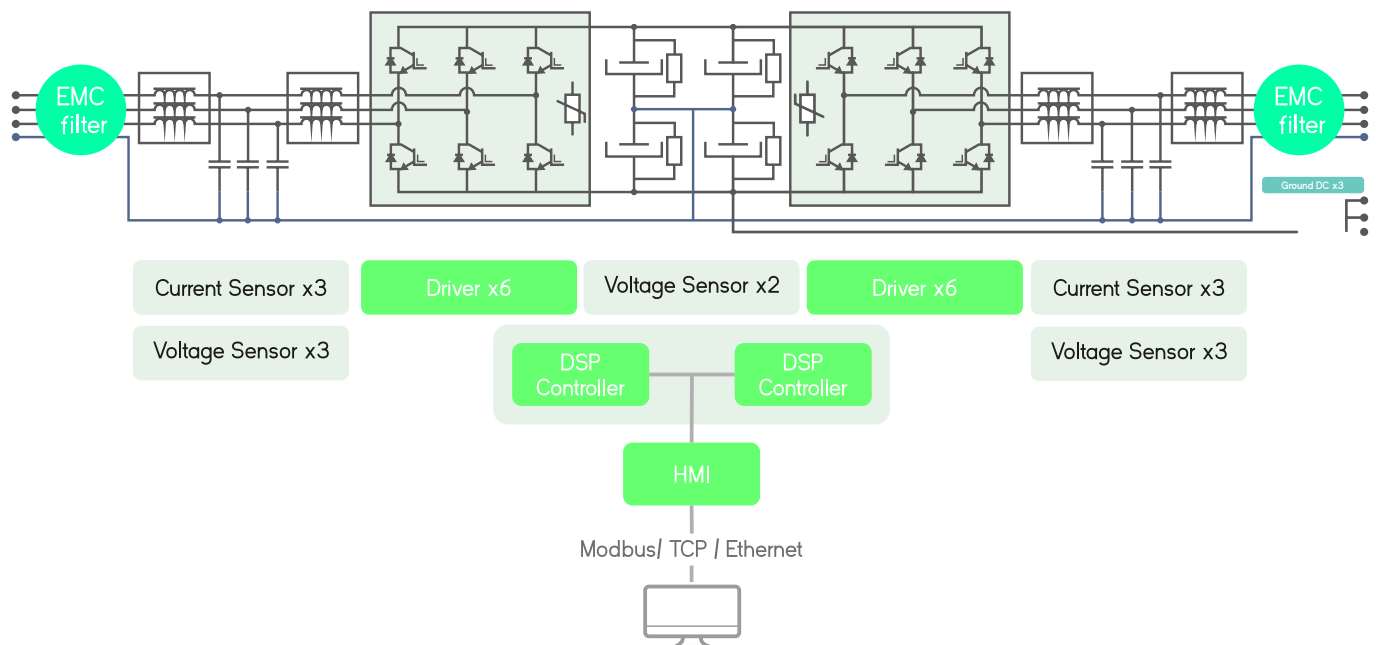 EMC
filter
EMC
filter
Ground DC x3
Current Sensor x3
Driver x6
Voltage Sensor x2
Driver x6
Current Sensor x3
Voltage Sensor x3
Voltage Sensor x3
DSP
Controller
DSP
Controller
HMI
Modbus/ TCP / Ethernet